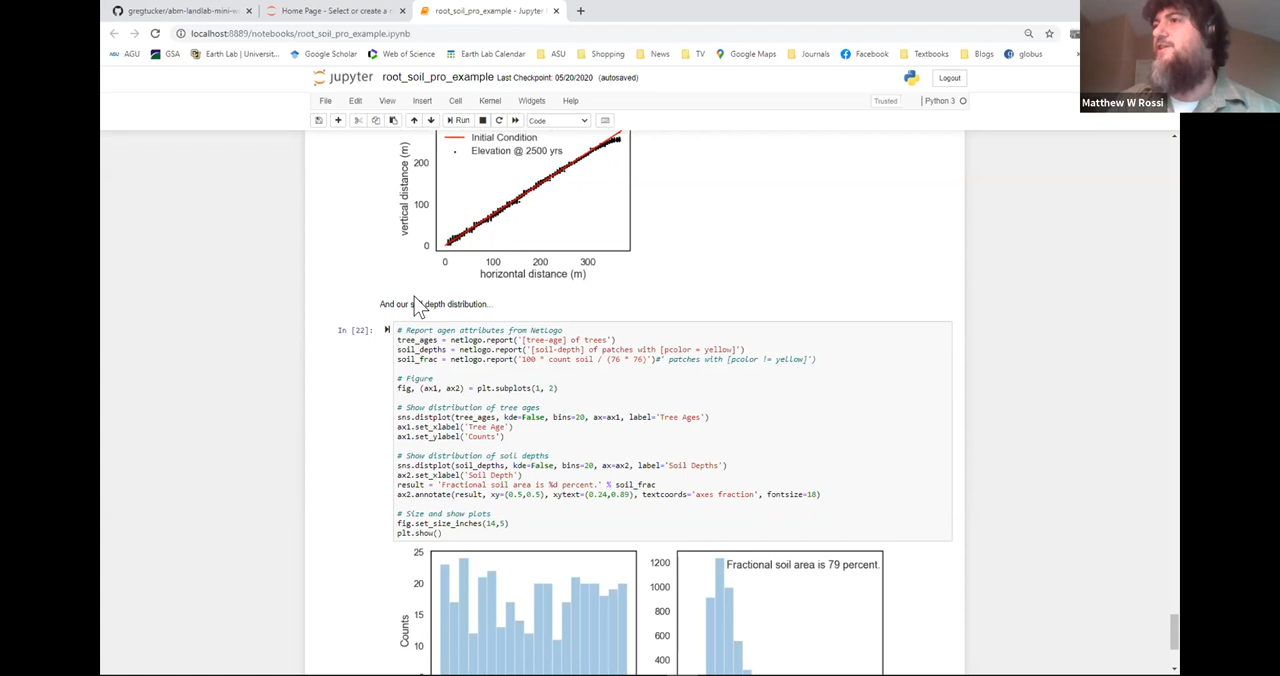 gregtucker/abm-landlab-mini-w
Home Page - Select or create a n
root_soil_pro_example - Jupyter
localhost:8889/notebooks/root_soil_pro_example.ipynb
AGU
GSA
Earth Lab | Universit...
Google Scholar
Web of Science
Earth Lab Calendar
ASU
Shopping
News
TV
Google Maps
Journals
Facebook
Textbooks
Blogs
globus
Matthew W Rossi
jupyter root_soil_pro_example Last Checkpoint: 05/20/2020 (autosaved)
Logout
File Edit View Insert Cell Kernel Widgets Help
Trusted
Python 3
Run
Code
Initial Condition
Elevation @ 2500 yrs
vertical distance (m)
200
100
0
0 100 200 300
horizontal distance (m)
And our depth distribution...
In [22]:
# Report agen attributes from NetLogo
tree_ages = netlogo.report('[tree-age] of trees')
soil_depths = netlogo.report('[soil-depth] of patches with [pcolor = yellow]')
soil_frac = netlogo.report('100 * count soil / (76 * 76)')#' patches with [pcolor != yellow]')
# Figure
fig, (ax1, ax2) = plt.subplots(1, 2)
# Show distribution of tree ages
sns.distplot(tree_ages, kde=False, bins=20, ax=ax1, label='Tree Ages')
ax1.set_xlabel('Tree Age')
ax1.set_ylabel('Counts')
# Show distribution of soil depths
sns.distplot(soil_depths, kde=False, bins=20, ax=ax2, label='Soil Depths')
ax2.set_xlabel('Soil Depth')
result = 'Fractional soil area is %d percent.' % soil_frac
ax2.annotate(result, xy=(0.5,0.5), xytext=(0.24,0.89), textcoords='axes fraction', fontsize=18)
# Size and show plots
fig.set_size_inches(14,5)
plt.show()
25
20
15
10
Counts
1200
1000
800
600
400
Fractional soil area is 79 percent.